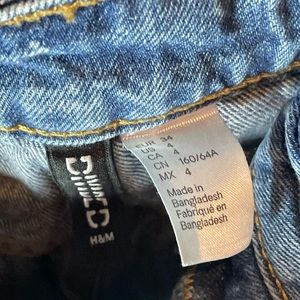 DIVIDED
H&M
EUR 34
US 4
CA 4
CN 160/64A
MX 4
Made in
Bangladesh
Fabriqué en
Bangladesh